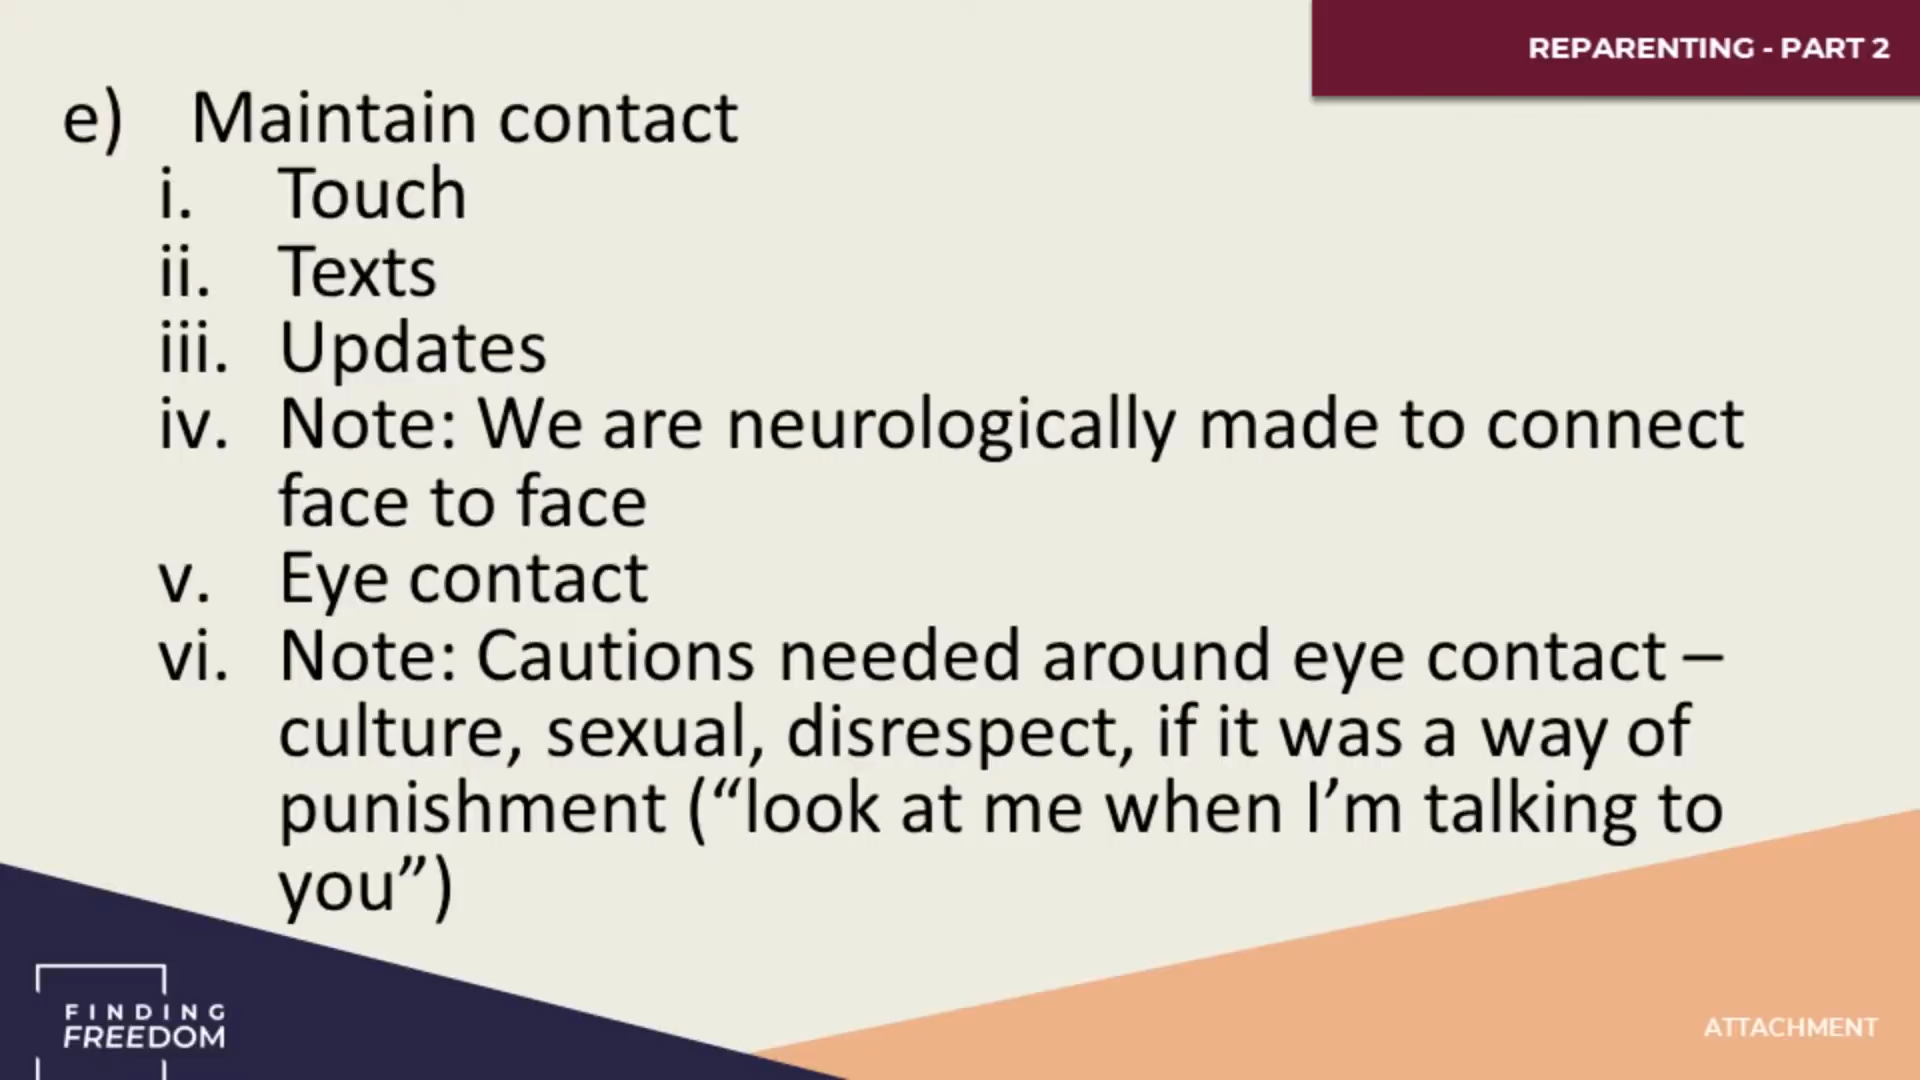 REPARENTING - PART 2
e) Maintain contact
i. Touch
ii. Texts
iii. Updates
iv. Note: We are neurologically made to connect
face to face
v. Eye contact
vi. Note: Cautions needed around eye contact –
culture, sexual, disrespect, if it was a way of
punishment (“look at me when I’m talking to
you”)
FINDING
FREEDOM
ATTACHMENT